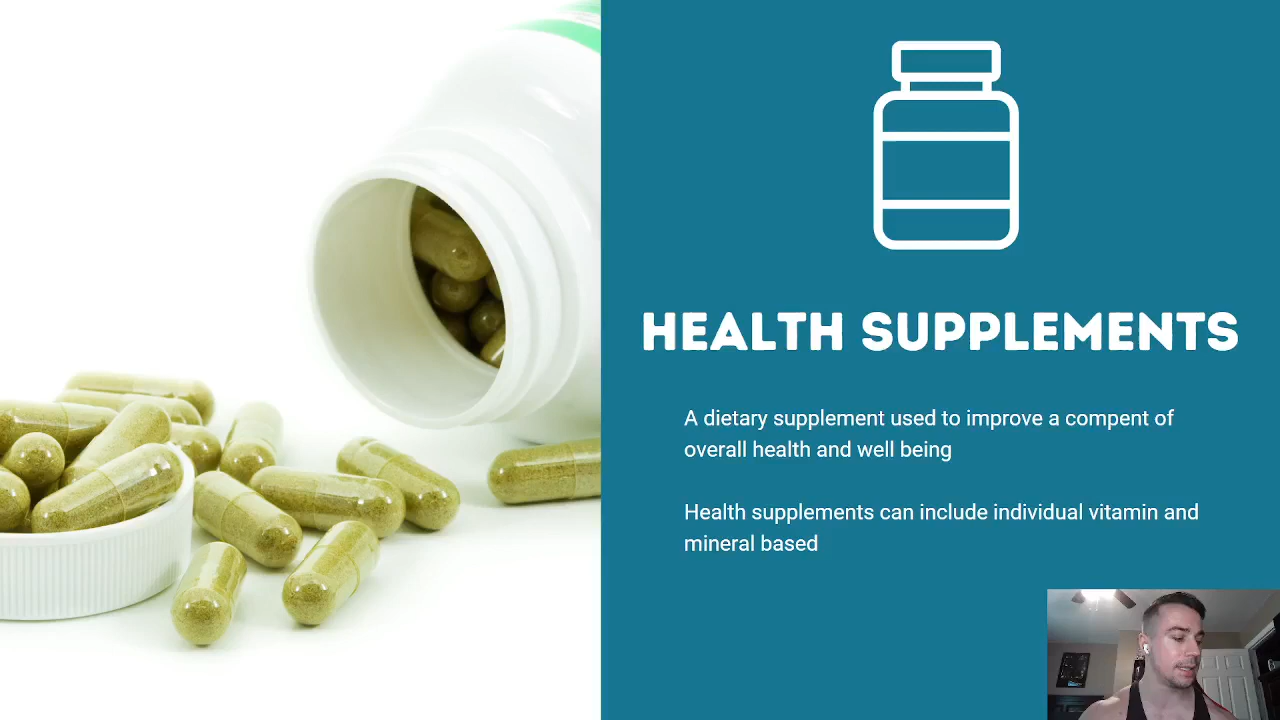 HEALTH SUPPLEMENTS
A dietary supplement used to improve a compent of
overall health and well being
Health supplements can include individual vitamin and
mineral based